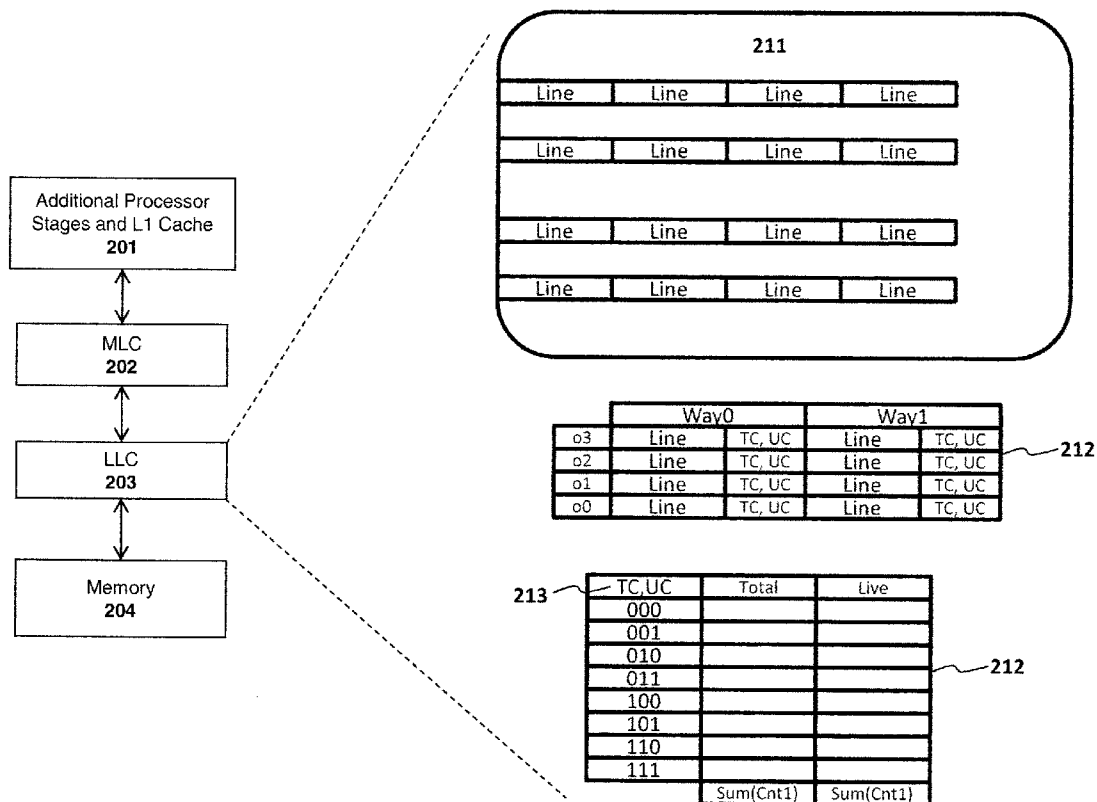 Additional Processor
Stages and L1 Cache
201
MLC
202
LLC
203
Memory
204
211
Line Line Line Line
Line Line Line Line
Line Line Line Line
Line Line Line Line
Way0 Way1
o3 Line TC, UC Line TC, UC
o2 Line TC, UC Line TC, UC
o1 Line TC, UC Line TC, UC
o0 Line TC, UC Line TC, UC
212
213
TC,UC Total Live
000
001
010
011
100
101
110
111
Sum(Cnt1) Sum(Cnt1)
212